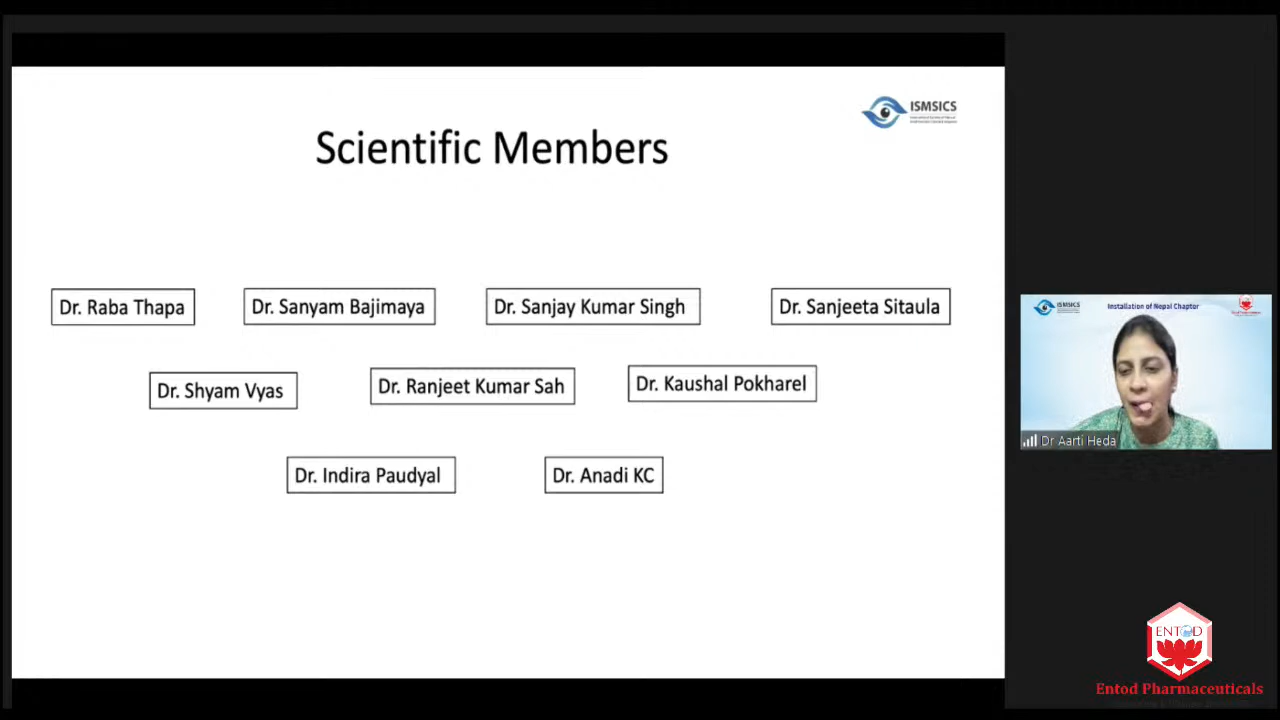 ISMSICS
Scientific Members
Dr. Raba Thapa
Dr. Sanyam Bajimaya
Dr. Sanjay Kumar Singh
Dr. Sanjeeta Sitaula
Dr. Shyam Vyas
Dr. Ranjeet Kumar Sah
Dr. Kaushal Pokharel
Dr. Indira Paudyal
Dr. Anadi KC
ISMSICS
Installation of Nepal Chaptor
Dr Aarti Heda
ENTOD
Entod Pharmaceuticals